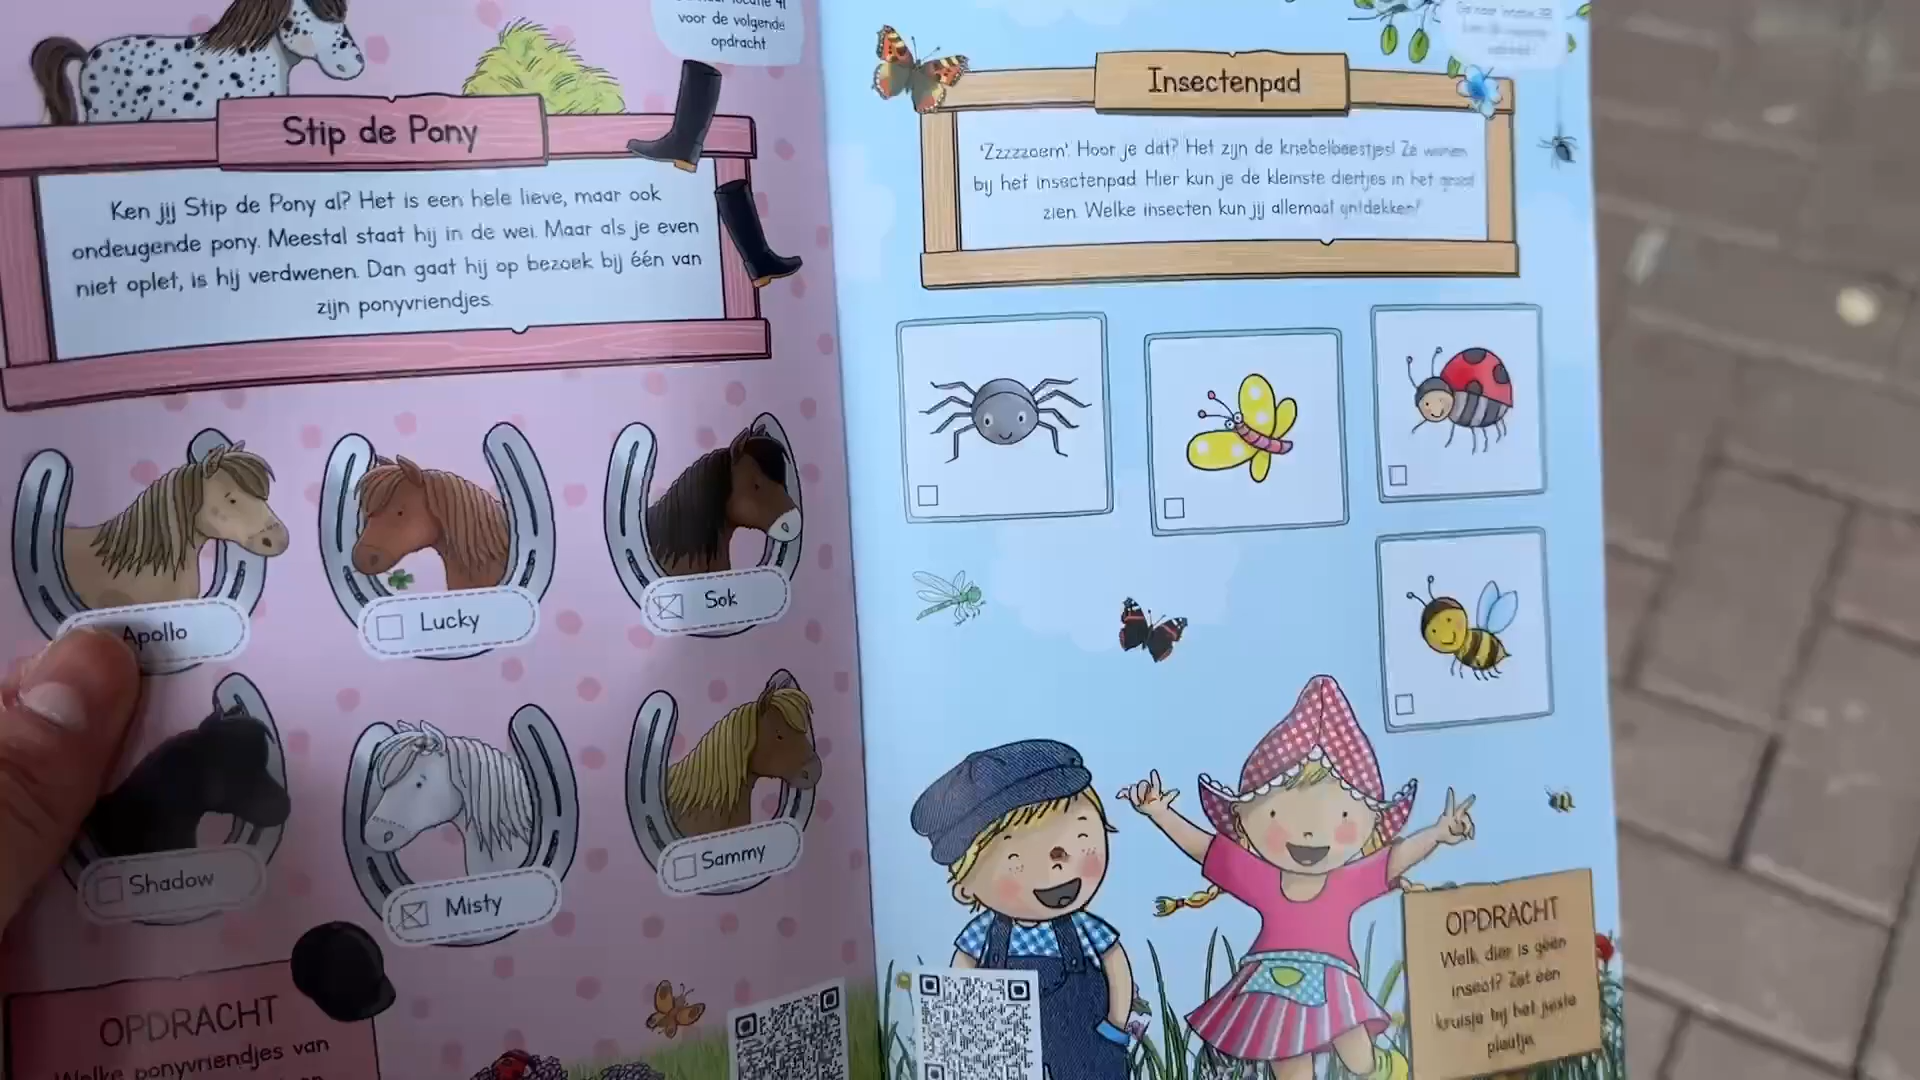 voor de volgende
opdracht
Stip de Pony
Ken jij Stip de Pony al? Het is een hele lieve, maar ook
ondeugende pony. Meestal staat hij in de wei. Maar als je even
niet oplet, is hij verdwenen. Dan gaat hij op bezoek bij één van
zijn ponyvriendjes.
Apollo
Lucky
Sok
Shadow
Misty
Sammy
OPDRACHT
Welke ponyvriendjes van
Insectenpad
'Zzzzzoem'. Hoor je dat? Het zijn de kriebelbeestjes! Ze wonen
bij het insectenpad. Hier kun je de kleinste diertjes in het
zien. Welke insecten kun jij allemaal ontdekken?
OPDRACHT
Welk dier is géén
insect? Zet een
kruisje bij het juiste
plaatje.